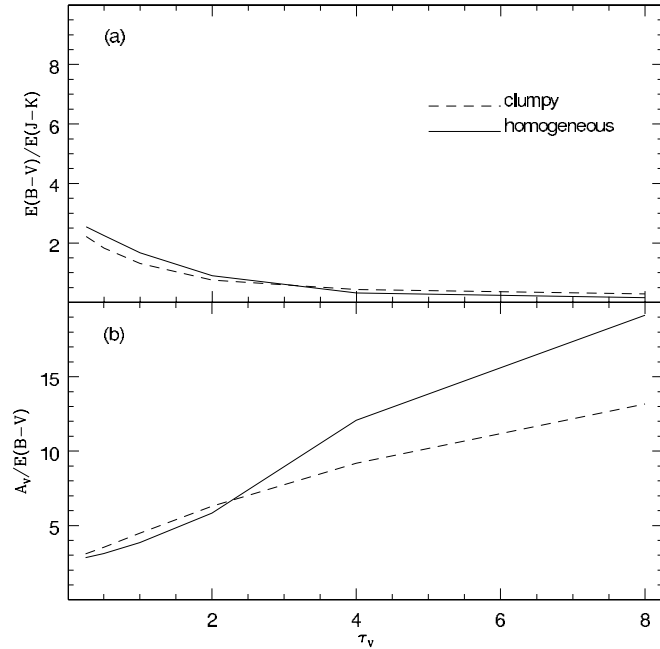 (a)
8
6
4
2
E(B−V)/E(J−K)
clumpy
homogeneous
(b)
15
10
5
A_v/E(B−V)
2
4
6
8
τ_v